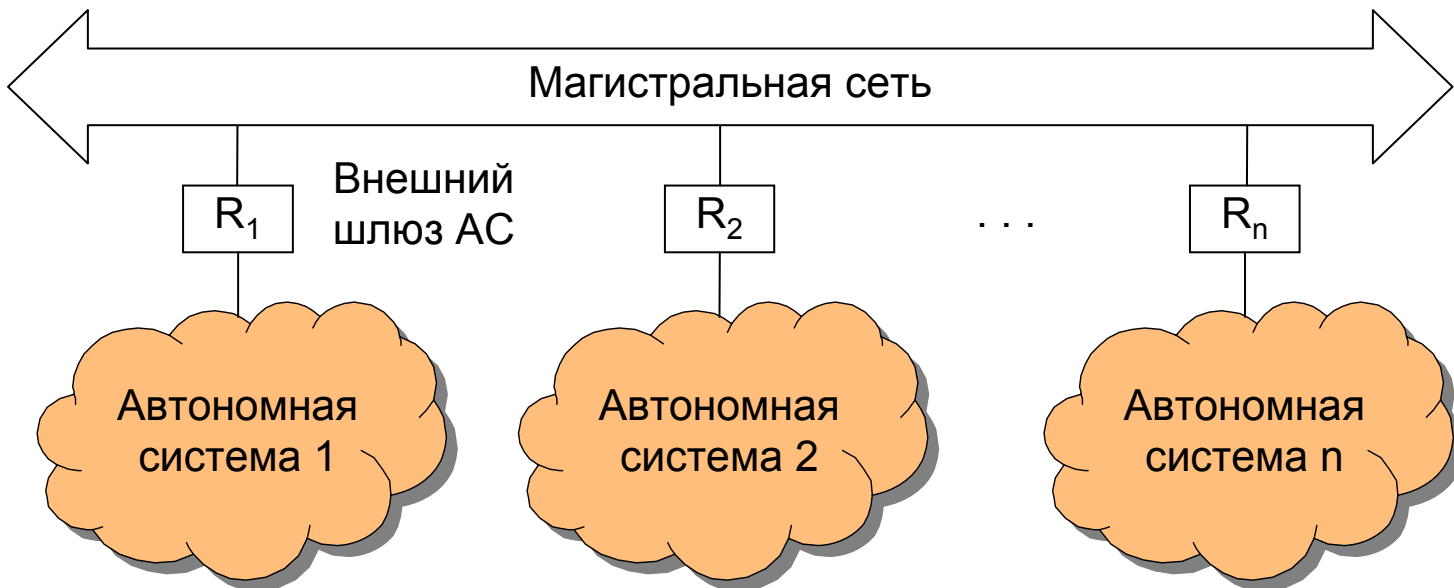 Магистральная сеть
Внешний
шлюз АС
R₁
R₂
. . .
Rₙ
Автономная
система 1
Автономная
система 2
Автономная
система n